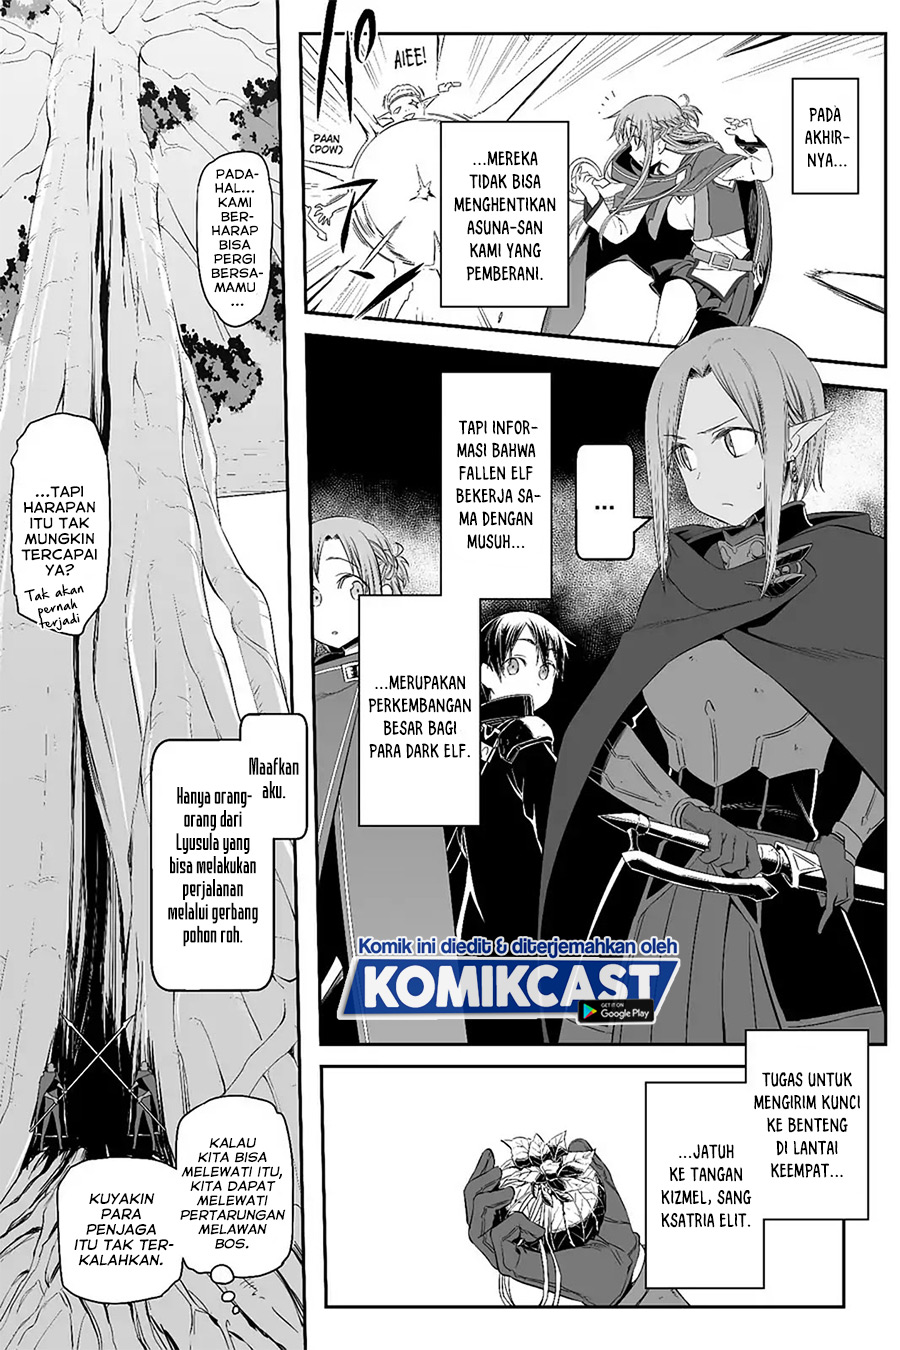 PADA
AKHIR-
NYA...
AIEE!
PAAN
(POW)
...MEREKA
TIDAK BISA
MENGHENTIKAN
ASUNA-SAN
KAMI YANG
PEMBERANI.
...
TAPI INFOR-
MASI BAHWA
FALLEN ELF
BEKERJA SA-
MA DENGAN
MUSUH...
...MERUPAKAN
PERKEMBANGAN
BESAR BAGI
PARA DARK ELF.
Komik ini diedit & diterjemahkan oleh
KOMIKCAST
GET IT ON
Google Play
TUGAS UNTUK
MENGIRIM KUNCI
KE BENTENG
DI LANTAI
KEEMPAT...
...JATUH
KE TANGAN
KIZMEL, SANG
KSATRIA ELIT.
PADA-
HAL...
KAMI
BER-
HARAP
BISA
PERGI
BERSA-
MAMU
...
...TAPI
HARAPAN
ITU TAK
MUNGKIN
TERCAPAI
YA?
Tak akan
pernah
terjadi
Maafkan
aku.
Hanya orang-
orang dari
Lyusula yang
bisa melakukan
perjalanan
melalui gerbang
pohon roh.
KALAU
KITA BISA
MELEWATI ITU,
KITA DAPAT
MELEWATI
PERTARUNGAN
MELAWAN
BOS.
KUYAKIN
PARA
PENJAGA
ITU TAK TER-
KALAHKAN.